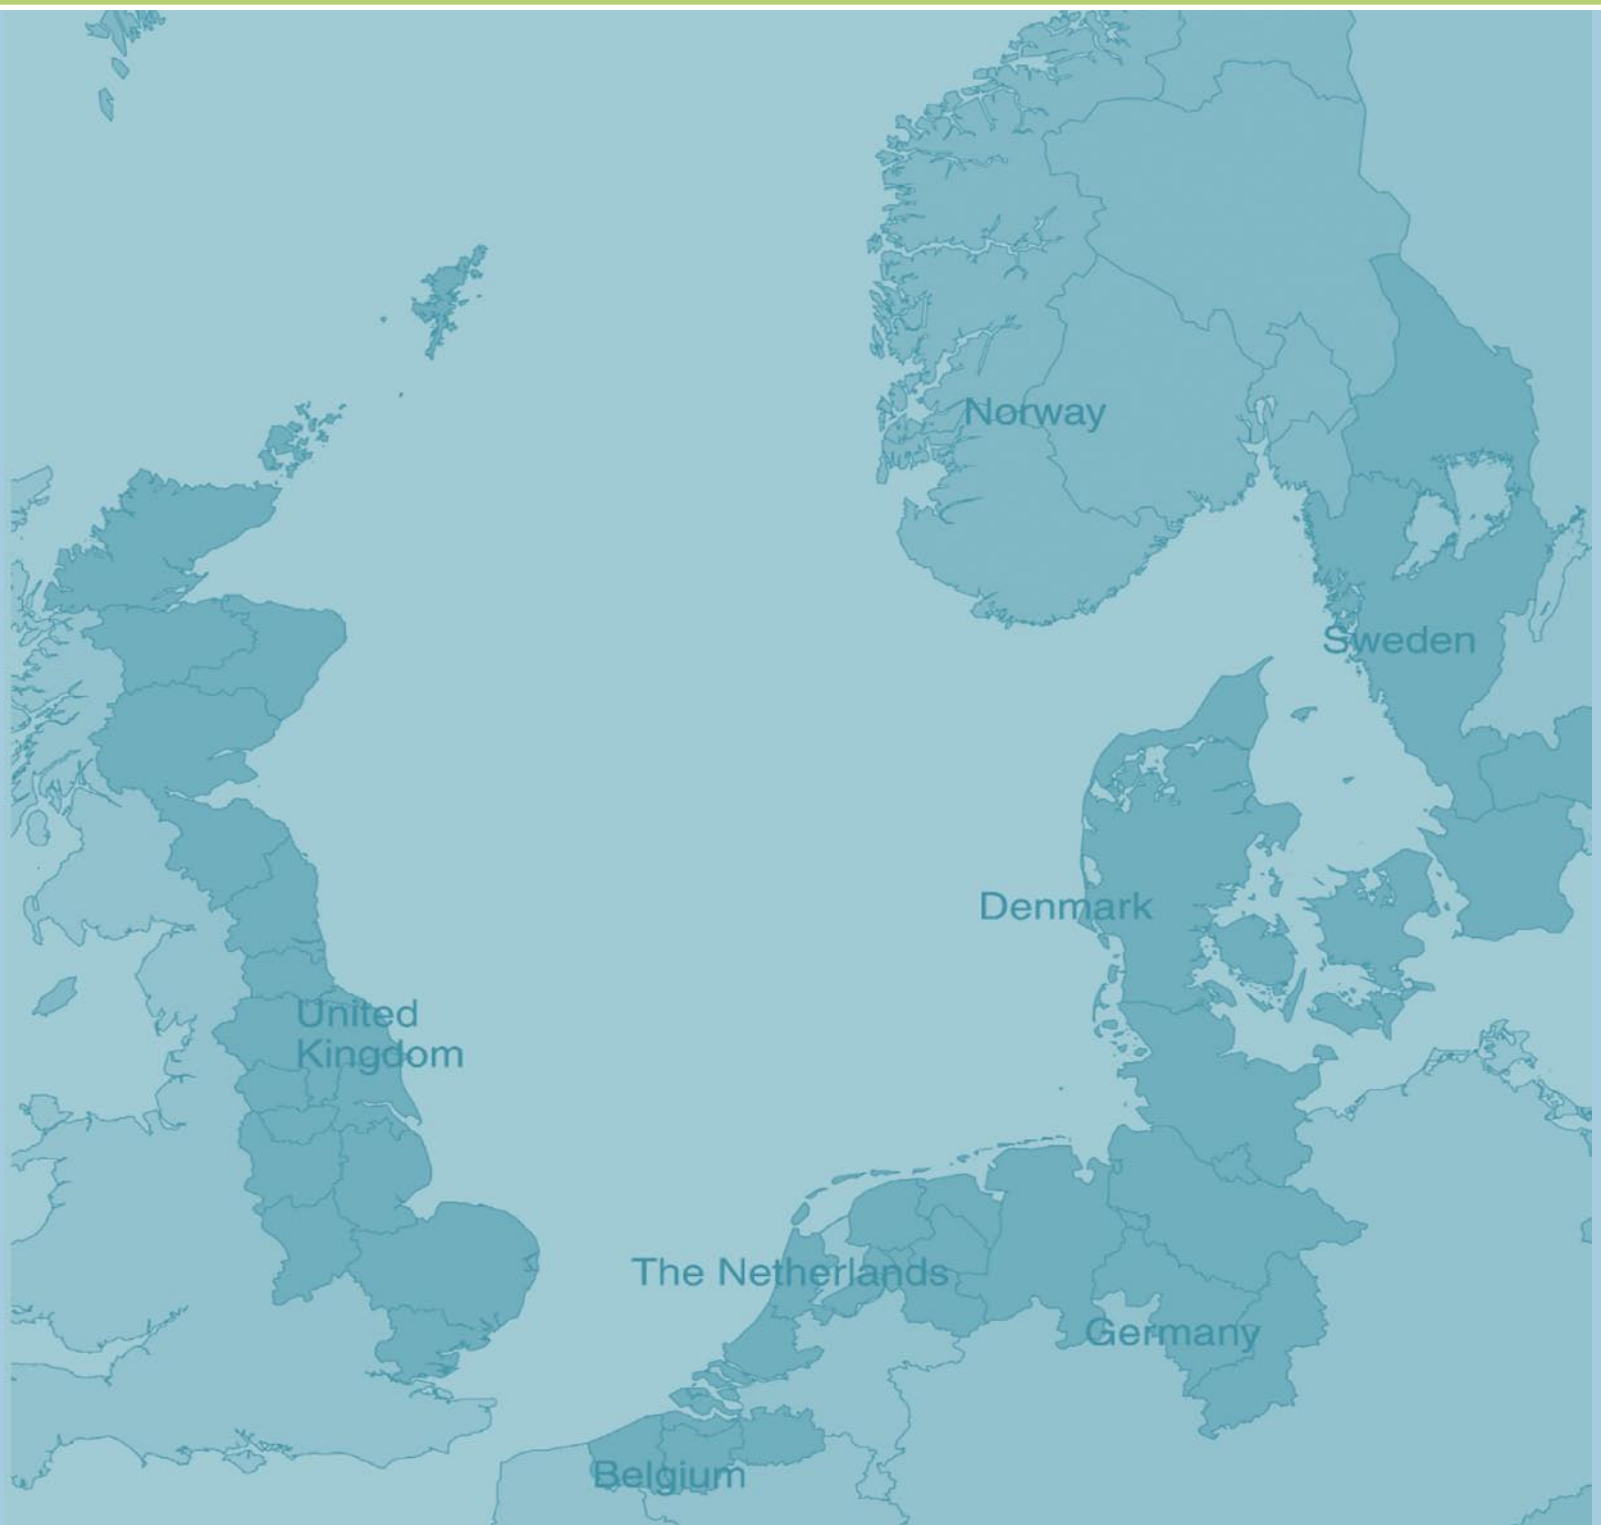 Norway
Sweden
Denmark
United
Kingdom
The Netherlands
Germany
Belgium